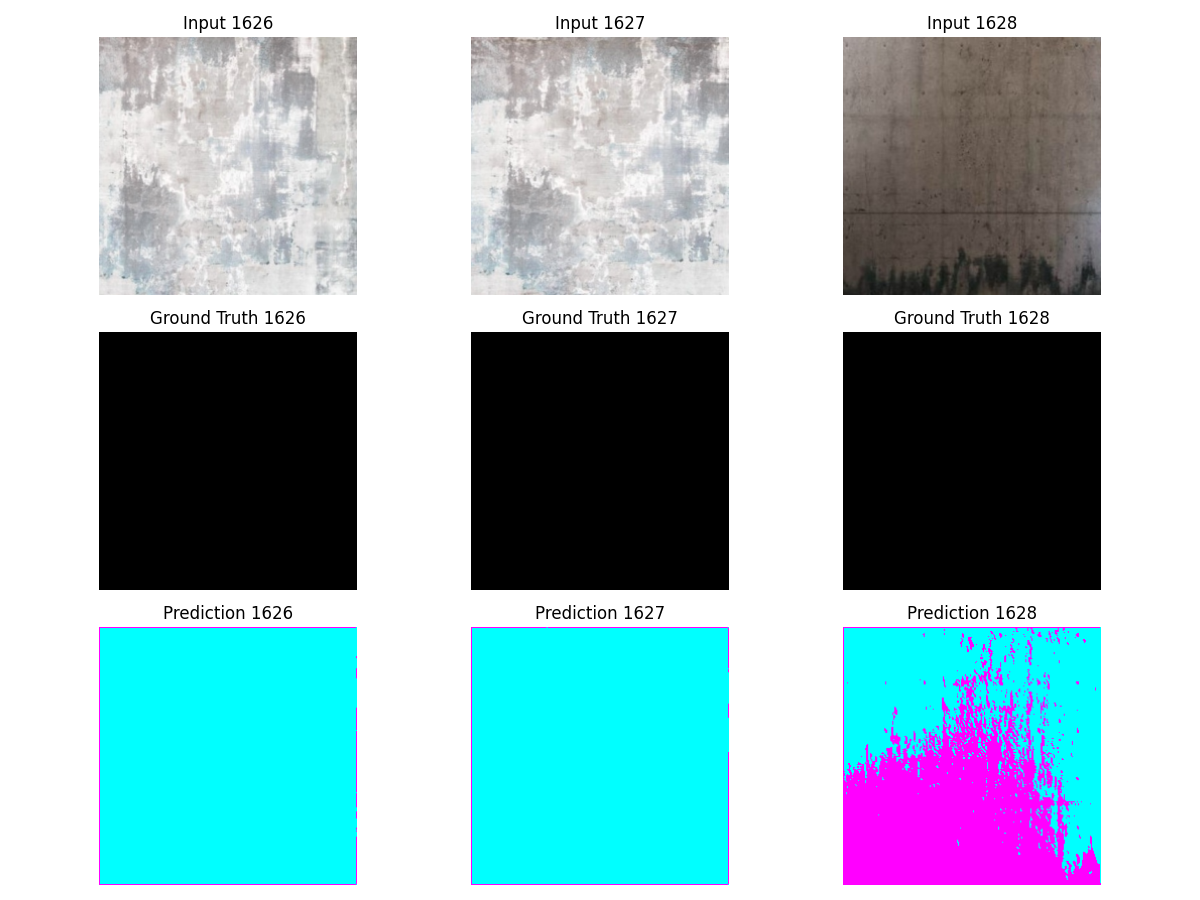 Input 1626
Input 1627
Input 1628
Ground Truth 1626
Ground Truth 1627
Ground Truth 1628
Prediction 1626
Prediction 1627
Prediction 1628